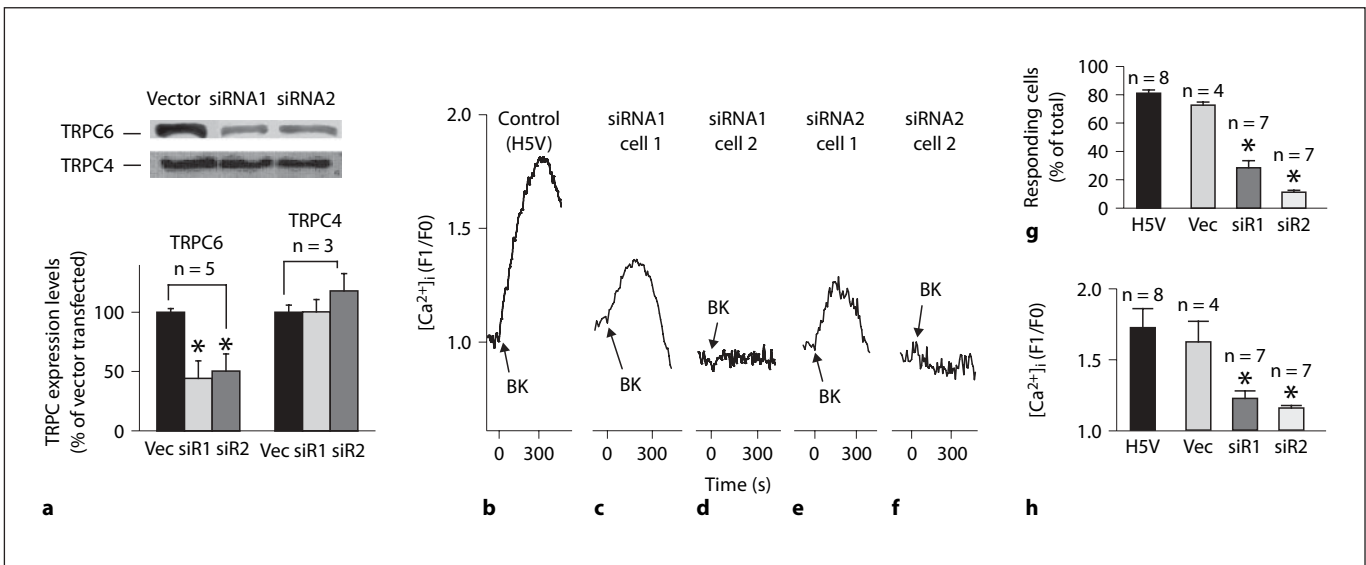 Vector siRNA1 siRNA2
TRPC6
TRPC4
TRPC expression levels
(% of vector transfected)
100
50
0
TRPC6
n = 5
* *
TRPC4
n = 3
Vec siR1 siR2
Vec siR1 siR2
a
[Ca²⁺]ᵢ (F1/F0)
2.0
1.5
1.0
Control
(H5V)
BK
0 300
b
siRNA1
cell 1
BK
0 300
c
siRNA1
cell 2
BK
0 300
d
siRNA2
cell 1
BK
0 300
e
siRNA2
cell 2
BK
0 300
f
Time (s)
Responding cells
(% of total)
100
80
60
40
20
0
n = 8
n = 4
n = 7
*
n = 7
*
H5V Vec siR1 siR2
g
[Ca²⁺]ᵢ (F1/F0)
2.0
1.5
1.0
n = 8
n = 4
n = 7
*
n = 7
*
H5V Vec siR1 siR2
h